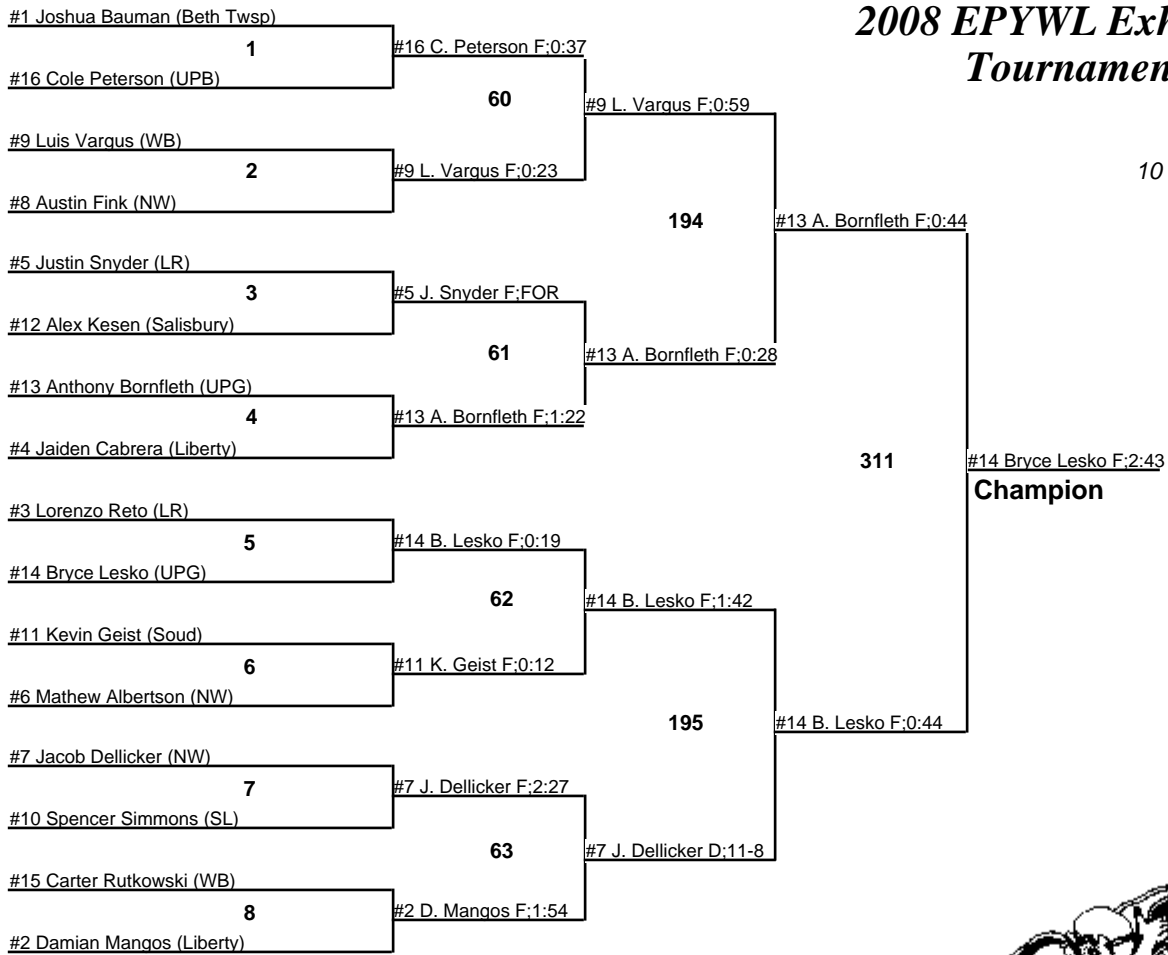 2008 EPYWL Exh
Tournamen
10
#1 Joshua Bauman (Beth Twsp)
1
#16 Cole Peterson (UPB)
#16 C. Peterson F;0:37
60
#9 L. Vargus F;0:59
#9 Luis Vargus (WB)
2
#9 L. Vargus F;0:23
#8 Austin Fink (NW)
194
#13 A. Bornfleth F;0:44
#5 Justin Snyder (LR)
3
#5 J. Snyder F;FOR
#12 Alex Kesen (Salisbury)
61
#13 A. Bornfleth F;0:28
#13 Anthony Bornfleth (UPG)
4
#13 A. Bornfleth F;1:22
#4 Jaiden Cabrera (Liberty)
311
#14 Bryce Lesko F;2:43
Champion
#3 Lorenzo Reto (LR)
5
#14 B. Lesko F;0:19
#14 Bryce Lesko (UPG)
62
#14 B. Lesko F;1:42
#11 Kevin Geist (Soud)
6
#11 K. Geist F;0:12
#6 Mathew Albertson (NW)
195
#14 B. Lesko F;0:44
#7 Jacob Dellicker (NW)
7
#7 J. Dellicker F;2:27
#10 Spencer Simmons (SL)
63
#7 J. Dellicker D;11-8
#15 Carter Rutkowski (WB)
8
#2 D. Mangos F;1:54
#2 Damian Mangos (Liberty)